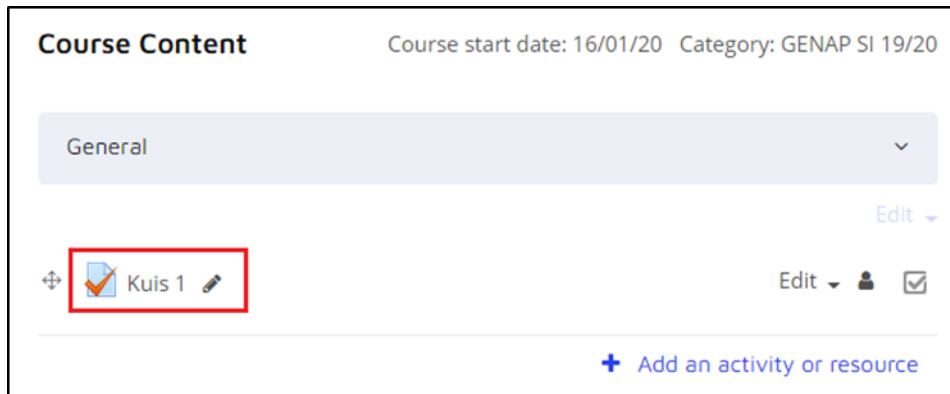 Course Content Course start date: 16/01/20 Category: GENAP SI 19/20
General
Edit
Kuis 1 Edit
+ Add an activity or resource